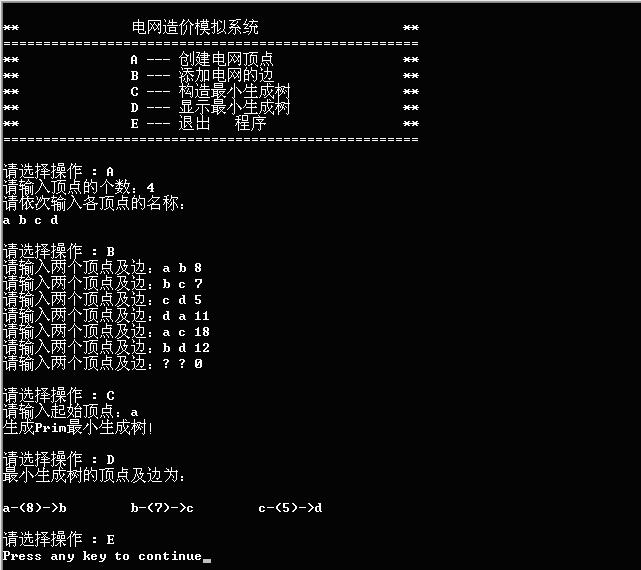 **               电网造价模拟系统                  **
====================================================
**              A --- 创建电网顶点               **
**              B --- 添加电网的边               **
**              C --- 构造最小生成树             **
**              D --- 显示最小生成树             **
**              E --- 退出   程序                **
====================================================
请选择操作 : A
请输入顶点的个数: 4
请依次输入各顶点的名称:
a b c d
请选择操作 : B
请输入两个顶点及边: a b 8
请输入两个顶点及边: b c 7
请输入两个顶点及边: c d 5
请输入两个顶点及边: d a 11
请输入两个顶点及边: a c 18
请输入两个顶点及边: b d 12
请输入两个顶点及边: ? ? 0
请选择操作 : C
请输入起始顶点: a
生成Prim最小生成树!
请选择操作 : D
最小生成树的顶点及边为:
a-(8)->b        b-(7)->c        c-(5)->d
请选择操作 : E
Press any key to continue_